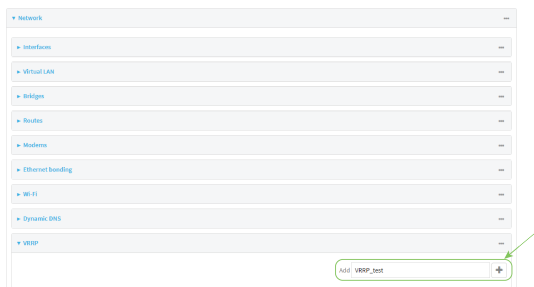 Network
Interfaces
Virtual LAN
Bridges
Routes
Modems
Ethernet bonding
Wi-Fi
Dynamic DNS
VRRP
Add VRRP_test